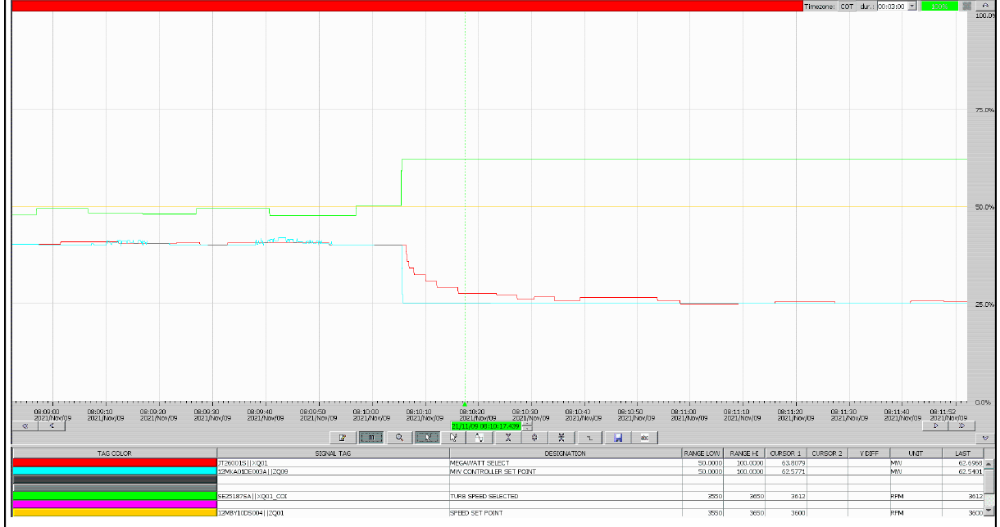 Timezone: COT dur.: 00:03:00 100%
100.0%
75.0%
50.0%
25.0%
0.0%
08:09:00 08:09:10 08:09:20 08:09:30 08:09:40 08:09:50 08:10:00 08:10:10 08:10:20 08:10:30 08:10:40 08:10:50 08:11:00 08:11:10 08:11:20 08:11:30 08:11:40 08:11:52
2021/Nov/09 2021/Nov/09 2021/Nov/09 2021/Nov/09 2021/Nov/09 2021/Nov/09 2021/Nov/09 2021/Nov/09 2021/Nov/09 2021/Nov/09 2021/Nov/09 2021/Nov/09 2021/Nov/09 2021/Nov/09 2021/Nov/09 2021/Nov/09 2021/Nov/09 2021/Nov/09
21/11/09 08:10:17.439
abc
TAG COLOR SIGNAL TAG DESIGNATION RANGE LOW RANGE HI CURSOR 1 CURSOR 2 Y DIFF UNIT LAST
JT26001S||XQ01 MEGAWATT SELECT 50.0000 100.0000 63.8079 MW 62.6968
12MKA01DE003A||ZQ09 MW CONTROLLER SET POINT 50.0000 100.0000 62.5771 MW 62.5401
SE25187SA||XQ01_COI TURB SPEED SELECTED 3550 3650 3612 RPM 3612
12MBY10DS004||ZQ01 SPEED SET POINT 3550 3650 3600 RPM 3600